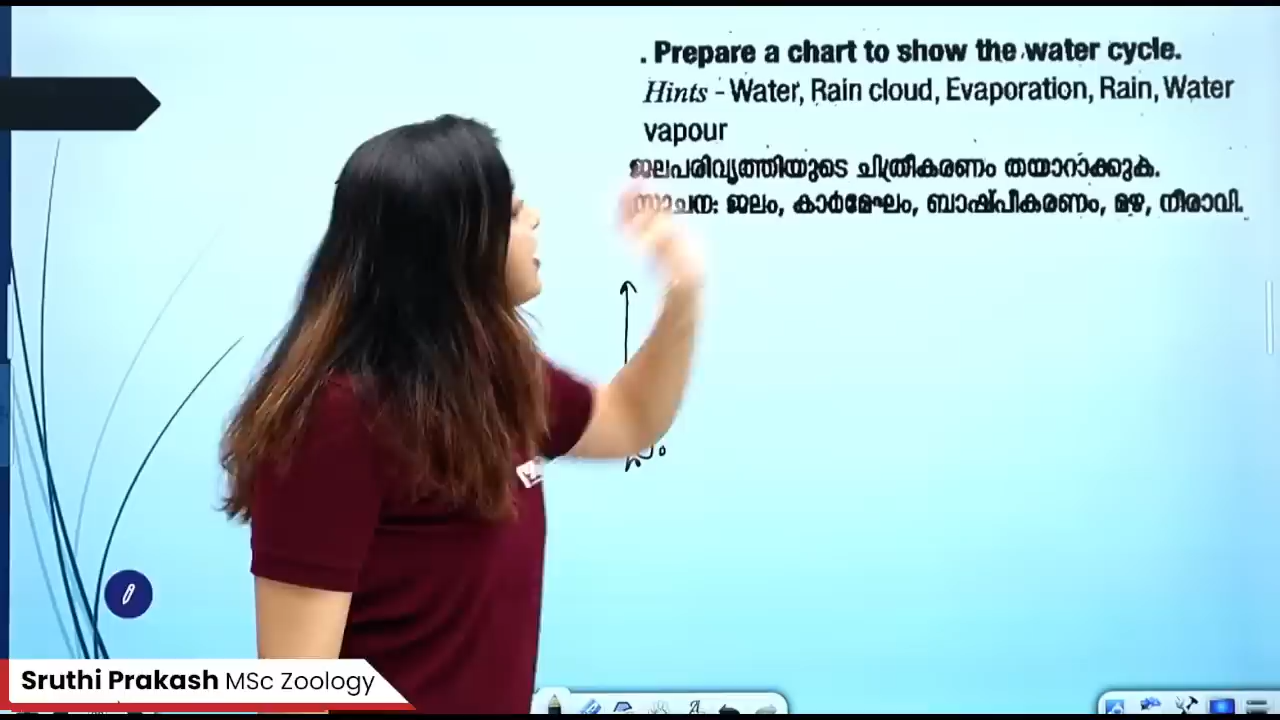 . Prepare a chart to show the water cycle.
Hints - Water, Rain cloud, Evaporation, Rain, Water
vapour
ജലപരിവൃത്തിയുടെ ചിത്രീകരണം തയാറാക്കുക.
സൂചന: ജലം, കാർമേഘം, ബാഷ്പീകരണം, മഴ, നീരാവി.
Sruthi Prakash MSc Zoology